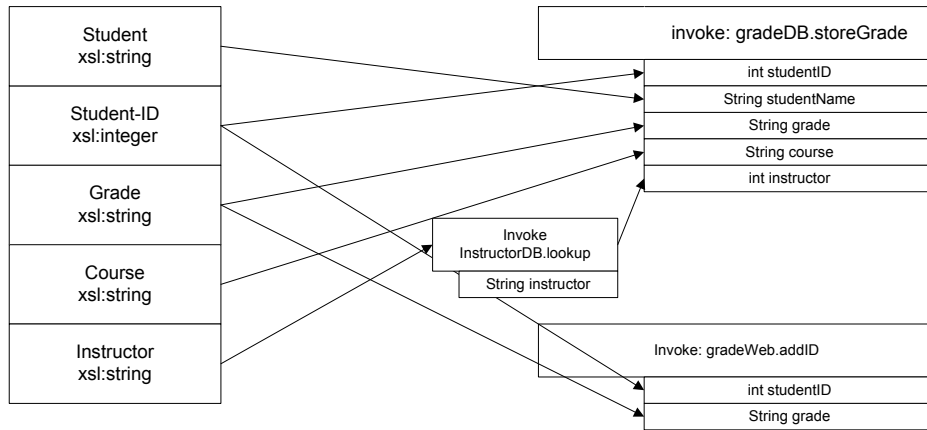 Student
xsl:string
Student-ID
xsl:integer
Grade
xsl:string
Course
xsl:string
Instructor
xsl:string
invoke: gradeDB.storeGrade
int studentID
String studentName
String grade
String course
int instructor
Invoke
InstructorDB.lookup
String instructor
Invoke: gradeWeb.addID
int studentID
String grade